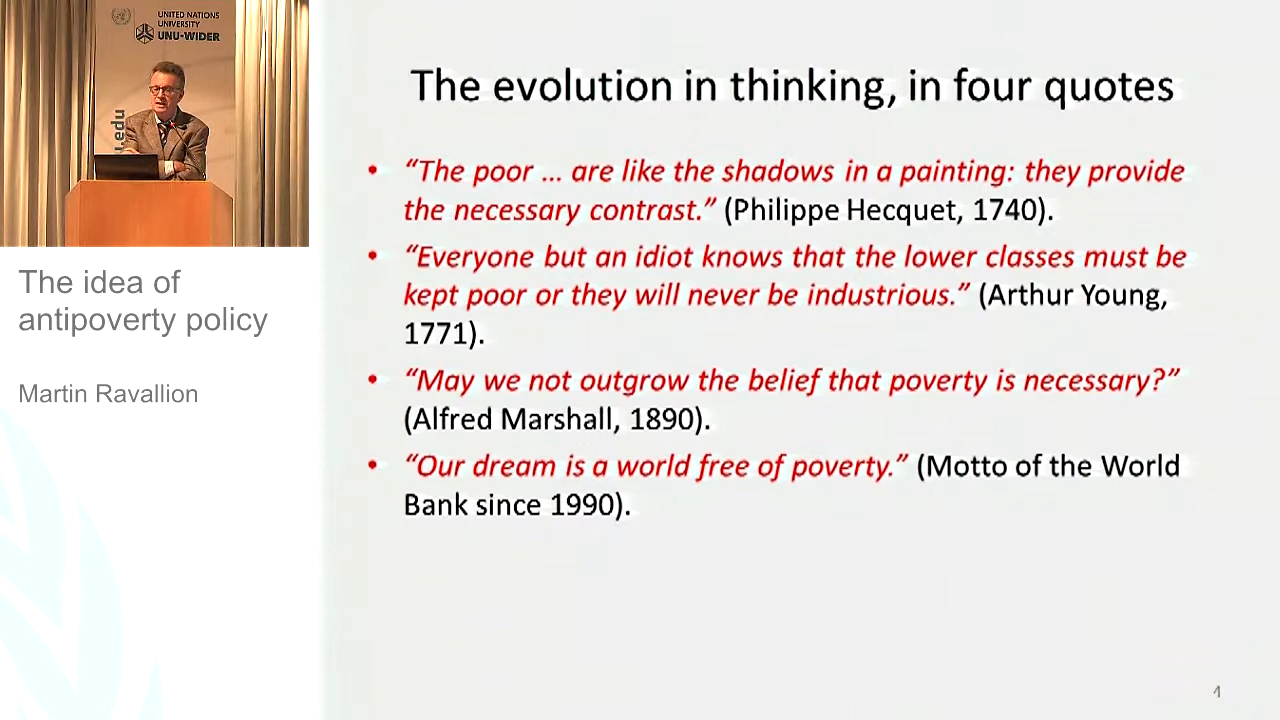 UNITED NATIONS
UNIVERSITY
UNU-WIDER
u.edu
The idea of
antipoverty policy
Martin Ravallion
The evolution in thinking, in four quotes
• “The poor ... are like the shadows in a painting: they provide
the necessary contrast.” (Philippe Hecquet, 1740).
• “Everyone but an idiot knows that the lower classes must be
kept poor or they will never be industrious.” (Arthur Young,
1771).
• “May we not outgrow the belief that poverty is necessary?”
(Alfred Marshall, 1890).
• “Our dream is a world free of poverty.” (Motto of the World
Bank since 1990).
4